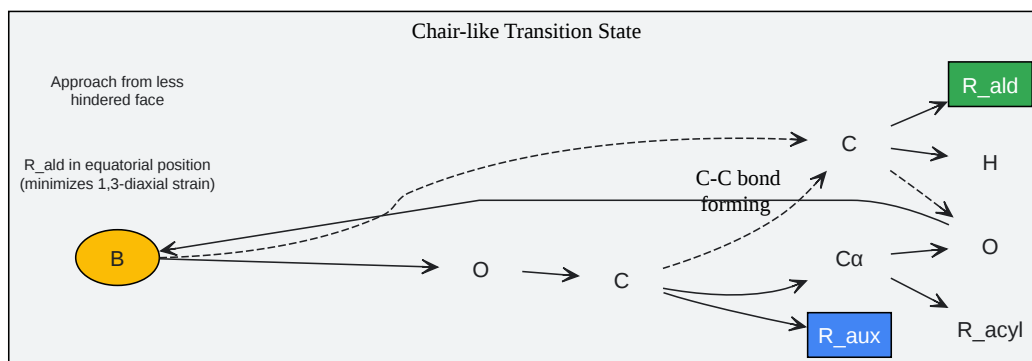 Chair-like Transition State
Approach from less
hindered face
R_ald
C
H
R_ald in equatorial position
(minimizes 1,3-diaxial strain)
C-C bond
forming
B
O
C
Cα
O
R_aux
R_acyl